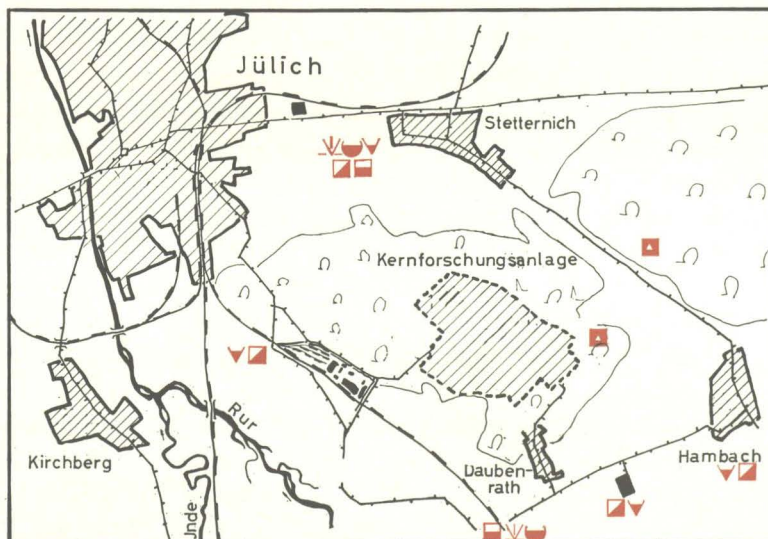 Jülich
Stetternich
Kernforschungsanlage
Kirchberg
Rur
Inde
Dauben-
rath
Hambach